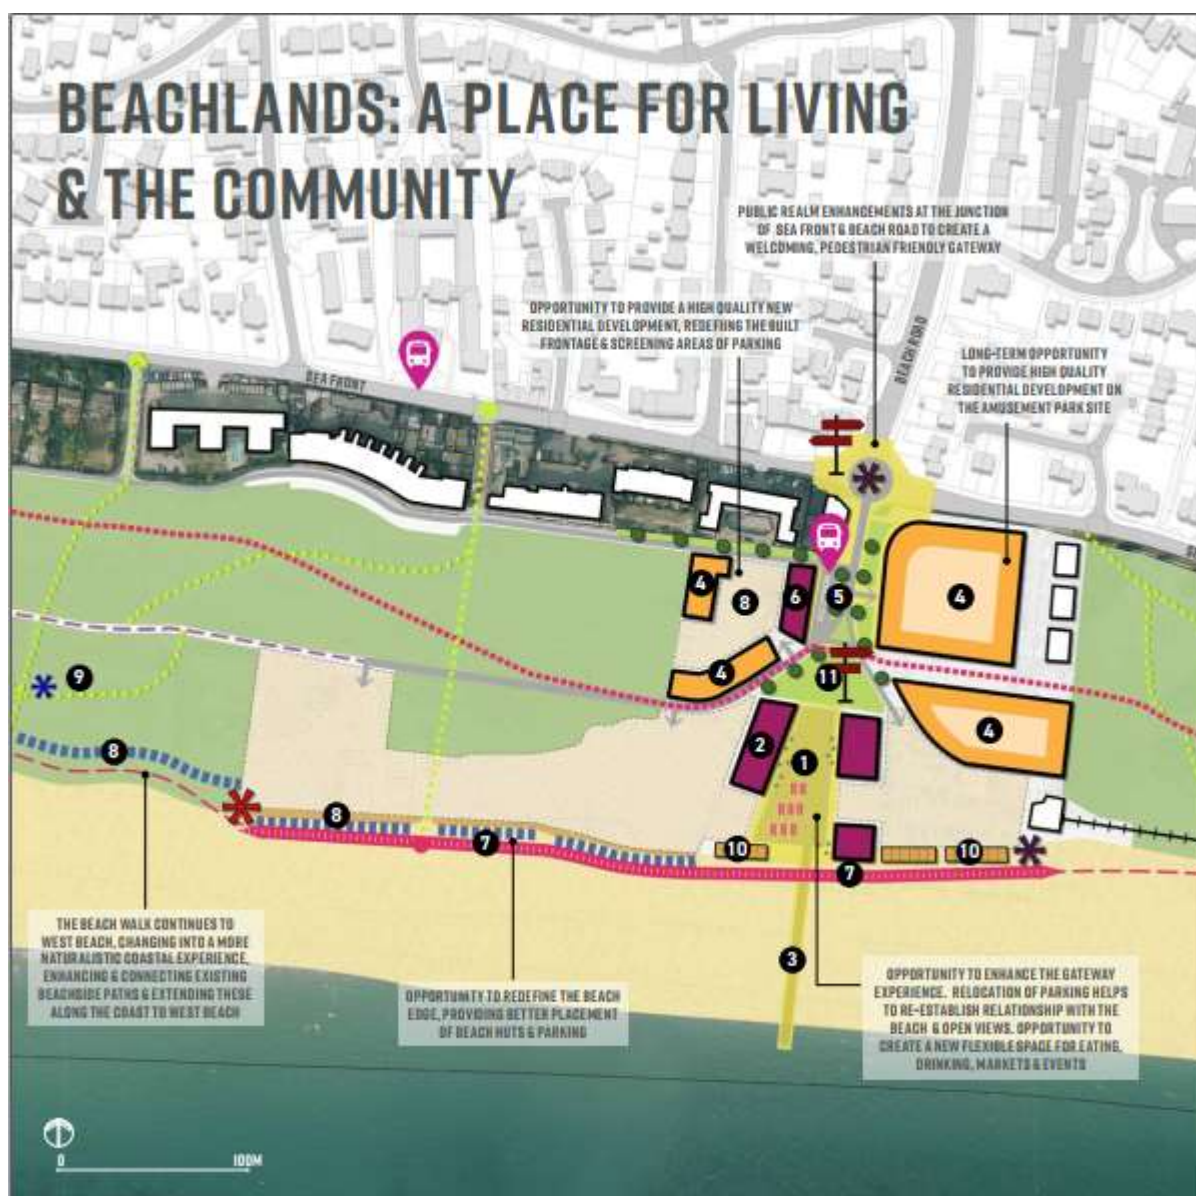 BEACHLANDS: A PLACE FOR LIVING
& THE COMMUNITY
PUBLIC REALM ENHANCEMENTS AT THE JUNCTION
OF SEA FRONT & BEACH ROAD TO CREATE A
WELCOMING, PEDESTRIAN FRIENDLY GATEWAY
OPPORTUNITY TO PROVIDE A HIGH QUALITY NEW
RESIDENTIAL DEVELOPMENT, REDEFIING THE BUILT
FRONTAGE & SCREENING AREAS OF PARKING
BEACH ROAD
LONG-TERM OPPORTUNITY
TO PROVIDE HIGH QUALITY
RESIDENTIAL DEVELOPMENT ON
THE AMUSEMENT PARK SITE
SEA FRONT
4
8
6
5
4
4
9
11
2
1
4
8
8
7
10
10
7
3
THE BEACH WALK CONTINUES TO
WEST BEACH, CHANGING INTO A MORE
NATURALISTIC COASTAL EXPERIENCE,
ENHANCING & CONNECTING EXISTING
BEACHSIDE PATHS & EXTENDING THESE
ALONG THE COAST TO WEST BEACH
OPPORTUNITY TO REDEFINE THE BEACH
EDGE, PROVIDING BETTER PLACEMENT
OF BEACH HUTS & PARKING
OPPORTUNITY TO ENHANCE THE GATEWAY
EXPERIENCE. RELOCATION OF PARKING HELPS
TO RE-ESTABLISH RELATIONSHIP WITH THE
BEACH & OPEN VIEWS. OPPORTUNITY TO
CREATE A NEW FLEXIBLE SPACE FOR EATING,
DRINKING, MARKETS & EVENTS
0 100M